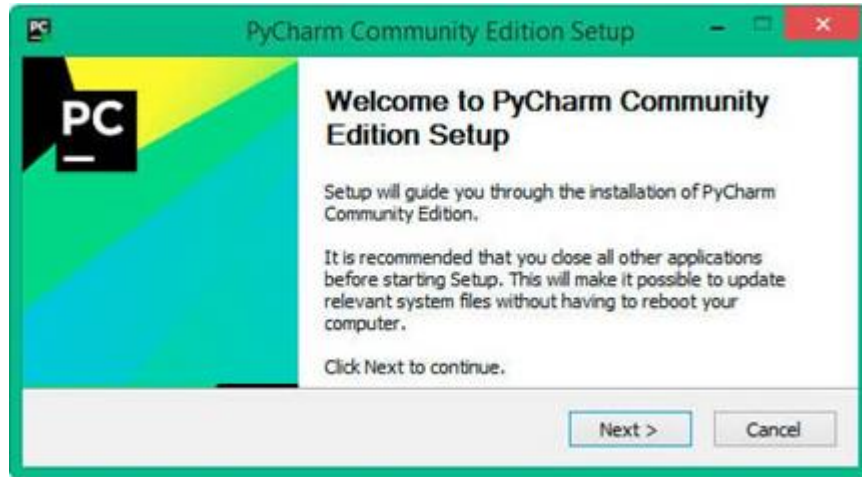 PC
PyCharm Community Edition Setup
PC
Welcome to PyCharm Community
Edition Setup
Setup will guide you through the installation of PyCharm
Community Edition.
It is recommended that you close all other applications
before starting Setup. This will make it possible to update
relevant system files without having to reboot your
computer.
Click Next to continue.
Next >
Cancel